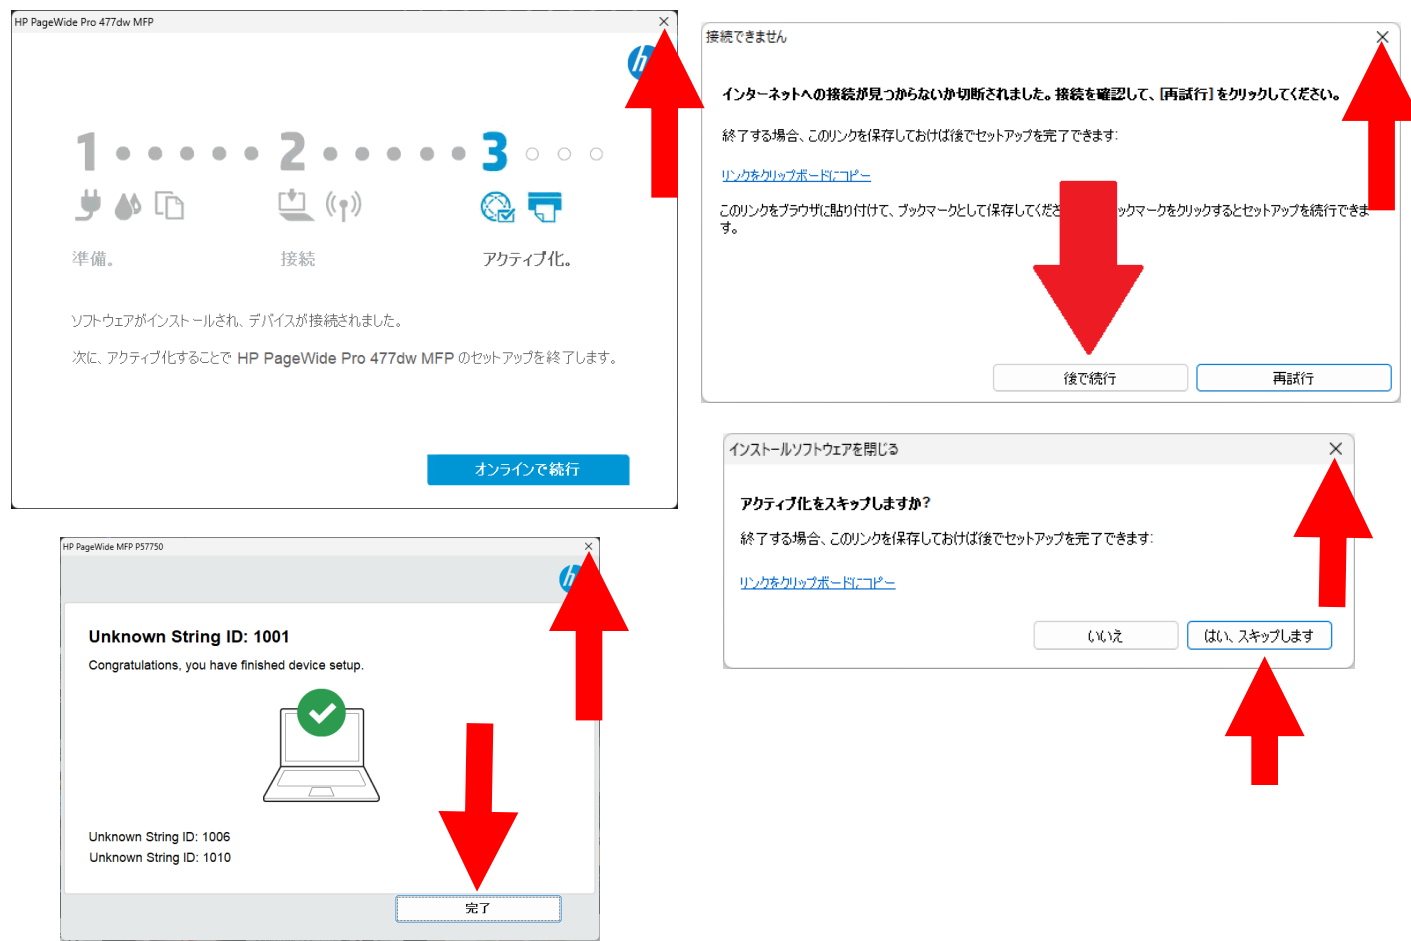 HP PageWide Pro 477dw MFP
1 2 3
準備。 接続 アクティブ化。
ソフトウェアがインストールされ、デバイスが接続されました。
次に、アクティブ化することで HP PageWide Pro 477dw MFP のセットアップを終了します。
オンラインで続行
接続できません
インターネットへの接続が見つからないか切断されました。接続を確認して、[再試行] をクリックしてください。
終了する場合、このリンクを保存しておけば後でセットアップを完了できます:
リンクをクリップボードにコピー
このリンクをブラウザに貼り付けて、ブックマークとして保存してくだ ックマークをクリックするとセットアップを続行できま
す。
後で続行 再試行
インストールソフトウェアを閉じる
アクティブ化をスキップしますか?
終了する場合、このリンクを保存しておけば後でセットアップを完了できます:
リンクをクリップボードにコピー
いいえ はい、スキップします
HP PageWide MFP P57750
Unknown String ID: 1001
Congratulations, you have finished device setup.
Unknown String ID: 1006
Unknown String ID: 1010
完了